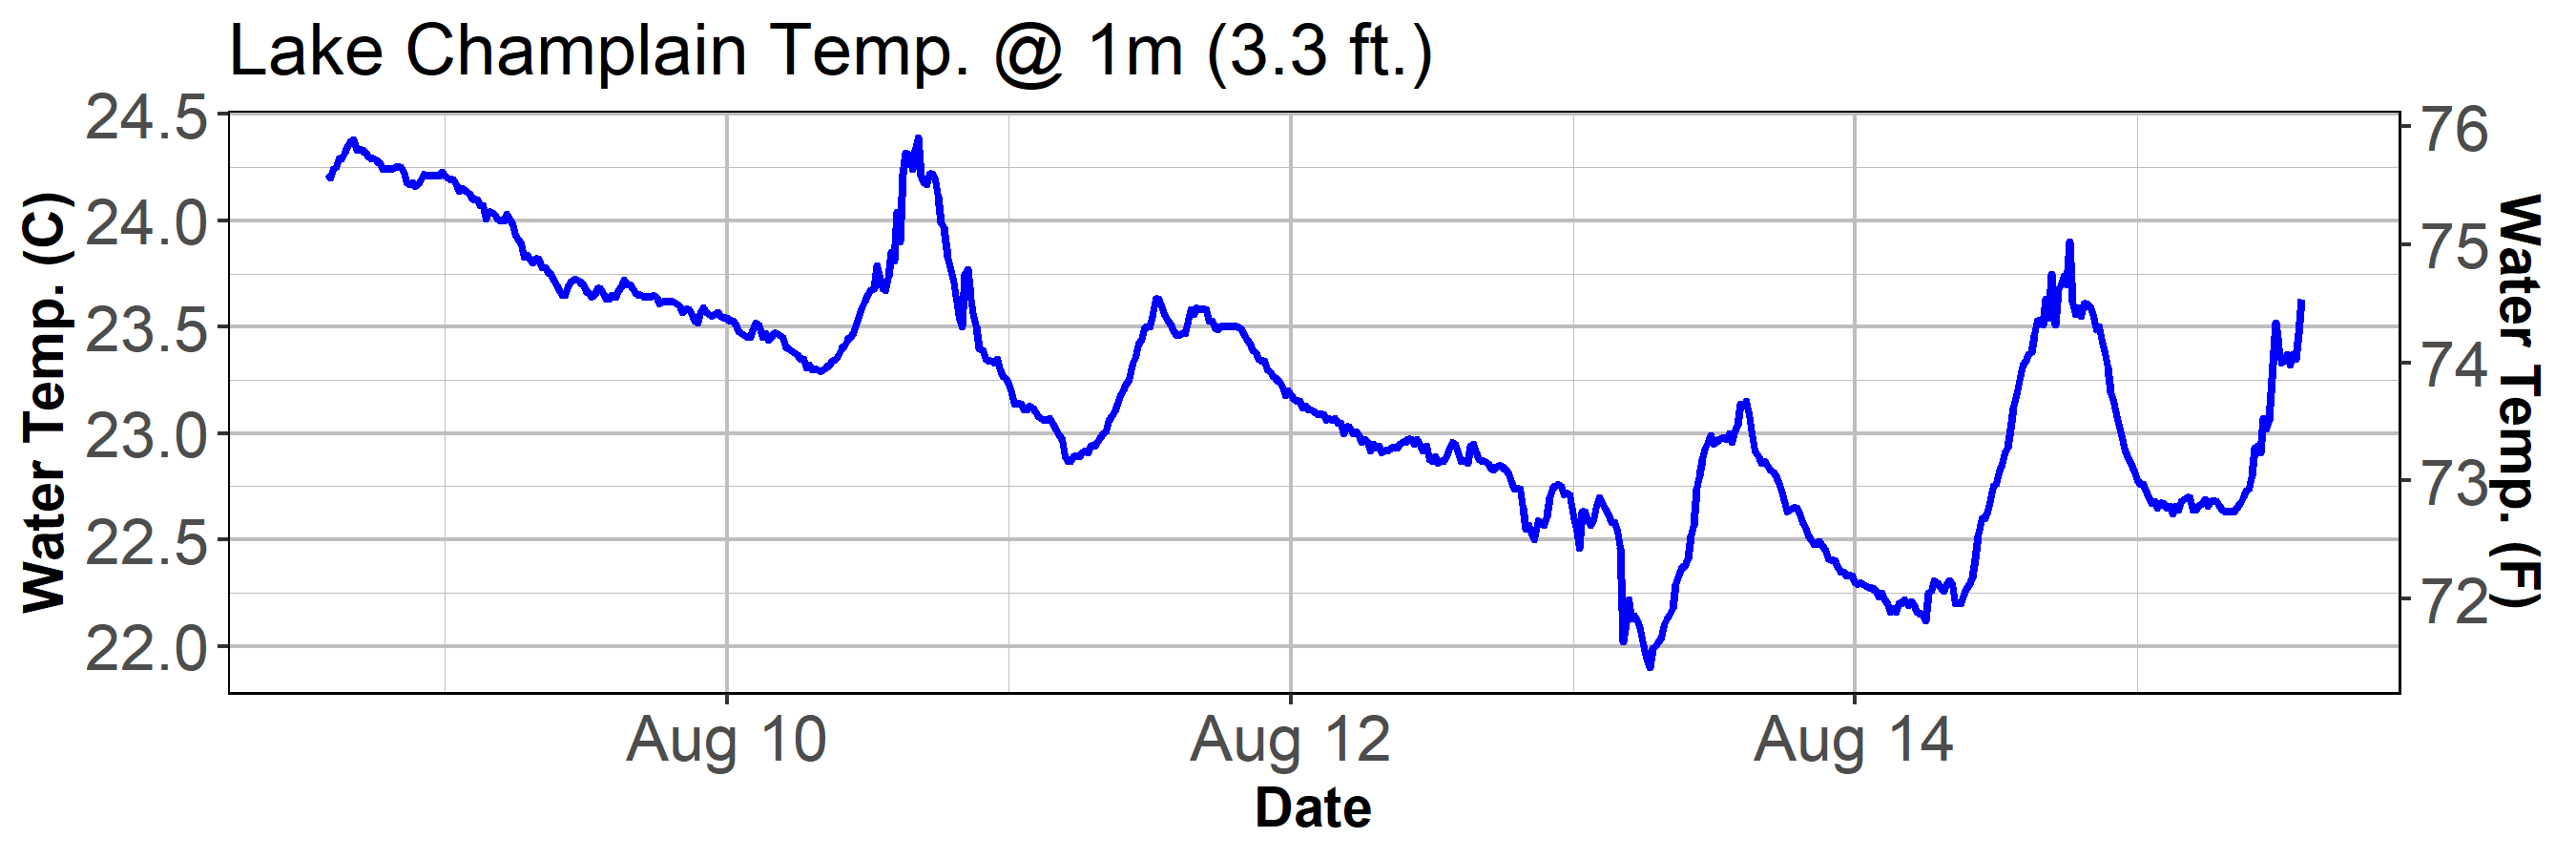 Lake Champlain Temp. @ 1m (3.3 ft.)
Water Temp. (C)
24.5
24.0
23.5
23.0
22.5
22.0
76
75
74
73
72
Water Temp. (F)
Aug 10 Aug 12 Aug 14
Date